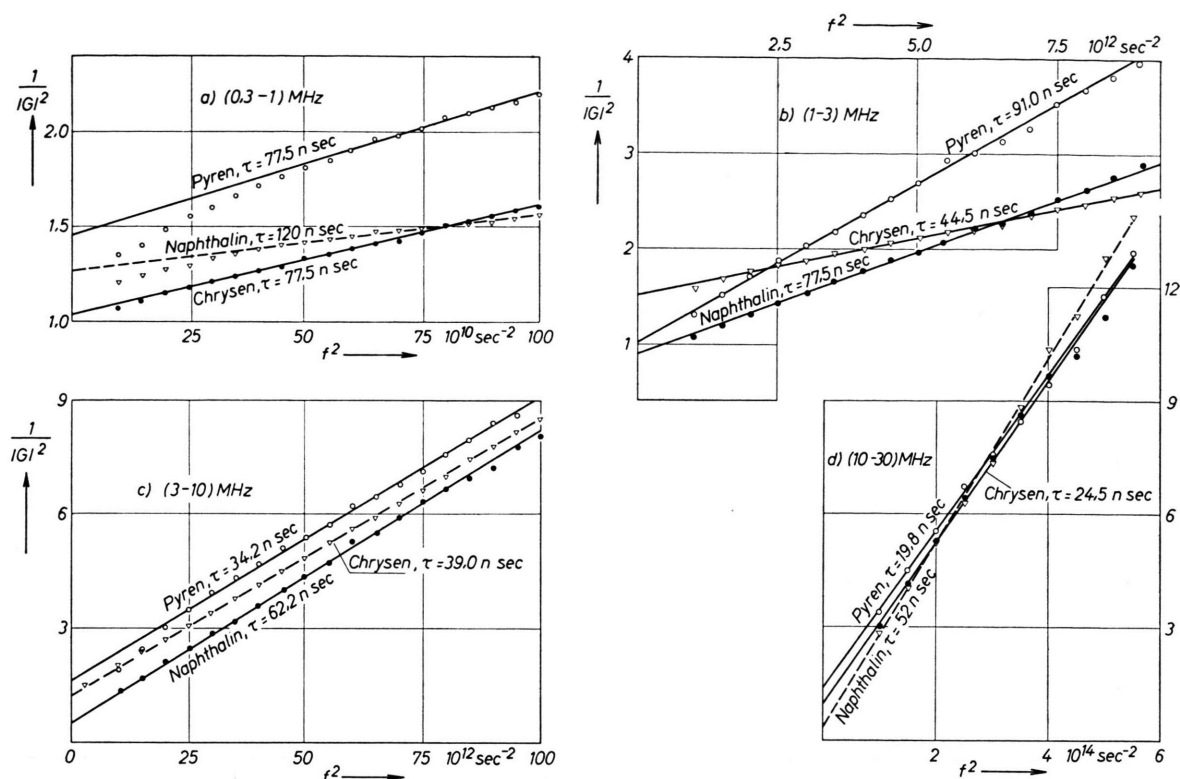 1
|G|²
2.0
1.5
1.0
a) (0,3-1) MHz
Pyren, τ = 77.5 n sec
Naphthalin, τ = 120 n sec
Chrysen, τ = 77.5 n sec
25 50 75 10¹⁰ sec⁻² 100
f²
f²
2.5 5.0 7.5 10¹² sec⁻²
1
|G|²
4
3
2
1
b) (1-3) MHz
Pyren, τ = 91.0 n sec
Chrysen, τ = 44,5 n sec
Naphthalin, τ = 77.5 n sec
1
|G|²
9
6
3
c) (3-10) MHz
Pyren, τ = 34,2 n sec
Chrysen, τ = 39,0 n sec
Naphthalin, τ = 62,2 n sec
0 25 50 75 10¹² sec⁻² 100
f²
12
9
6
3
d) (10-30) MHz
Chrysen, τ = 24,5 n sec
Pyren, τ = 19,8 n sec
Naphthalin, τ = 52 n sec
2 4 10¹⁴ sec⁻² 6
f²